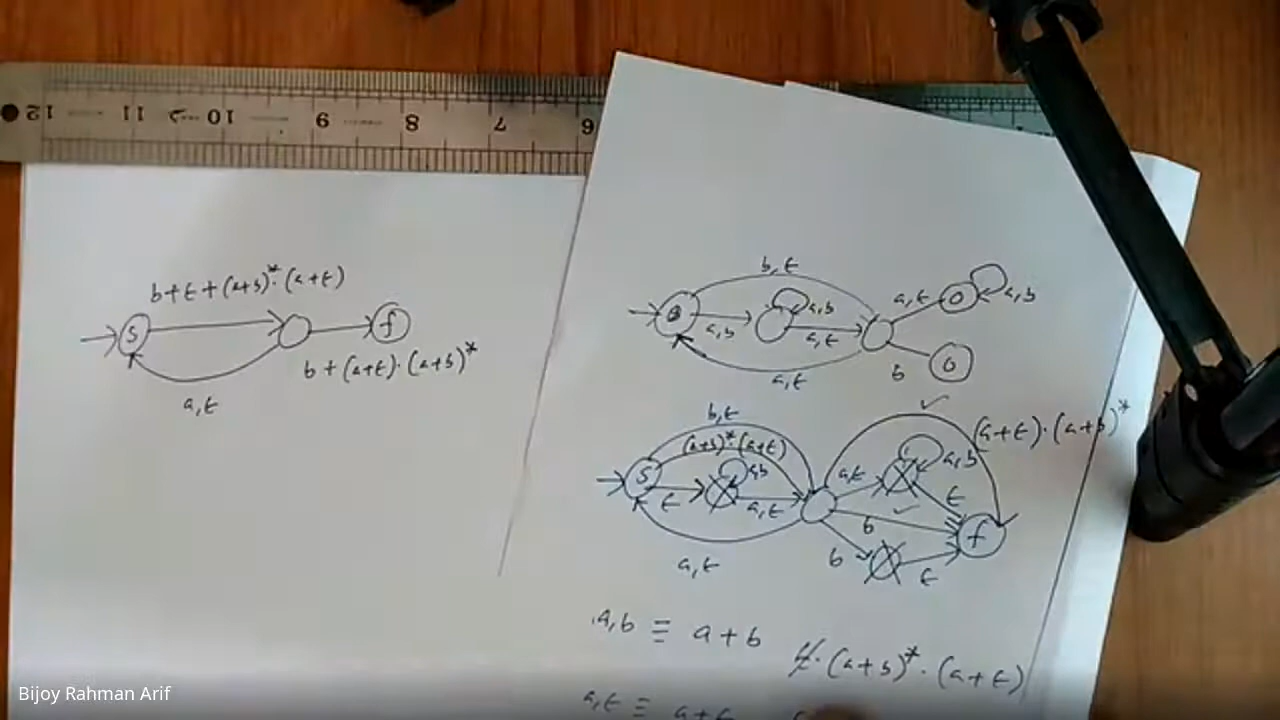 12 11 10 9 8 7 6
b+ε+(a+b)*·(a+ε)
S
f
b+(a+ε)·(a+b)*
a,ε
b,ε
a,b
a,b
a,ε
a,ε
a,b
b
a,ε
b,ε
(a+b)*·(a+ε)
S
ε
a,b
a,ε
a,ε
a,ε
a,b
(a+ε)·(a+b)*
ε
b
f
b
ε
a,b ≡ a+b
·(a+b)*·(a+ε)
a,ε ≡ a+ε
Bijoy Rahman Arif